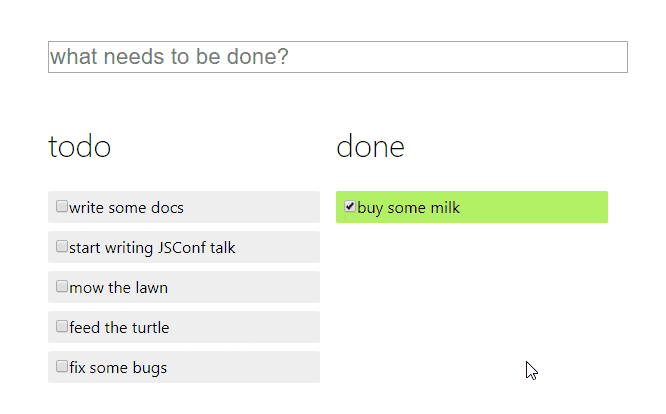 what needs to be done?
todo
write some docs
start writing JSConf talk
mow the lawn
feed the turtle
fix some bugs
done
buy some milk